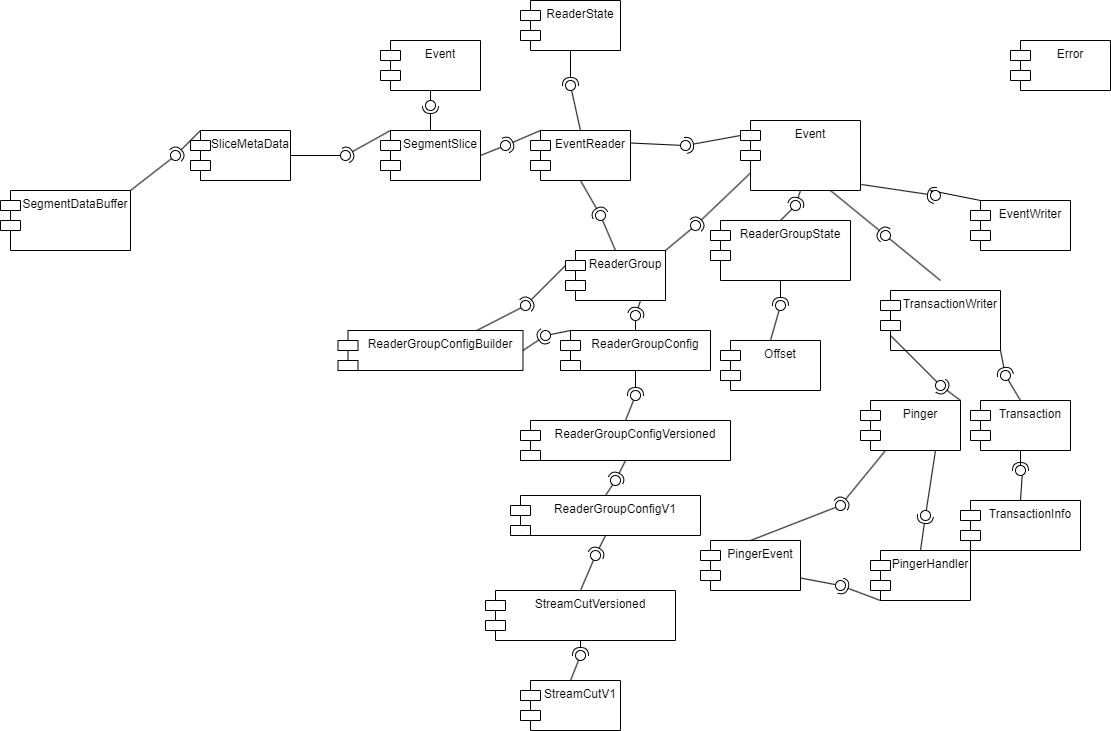 ReaderState
Event
Error
SliceMetaData
SegmentSlice
EventReader
Event
SegmentDataBuffer
EventWriter
ReaderGroupState
ReaderGroup
TransactionWriter
ReaderGroupConfigBuilder
ReaderGroupConfig
Offset
Pinger
Transaction
ReaderGroupConfigVersioned
ReaderGroupConfigV1
TransactionInfo
PingerEvent
PingerHandler
StreamCutVersioned
StreamCutV1